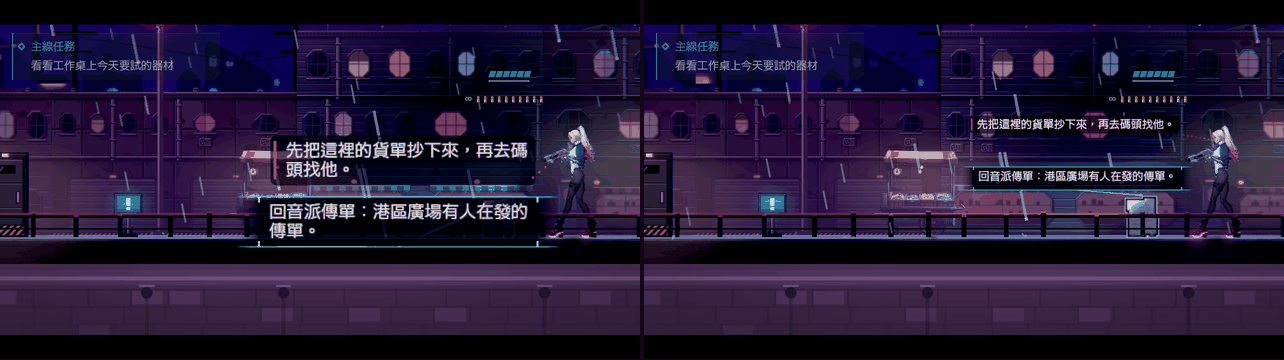 主線任務
看看工作桌上今天要試的器材
先把這裡的貨單抄下來，再去碼
頭找他。
回音派傳單：港區廣場有人在發的
傳單。
主線任務
看看工作桌上今天要試的器材
先把這裡的貨單抄下來，再去碼頭找他。
回音派傳單：港區廣場有人在發的傳單。